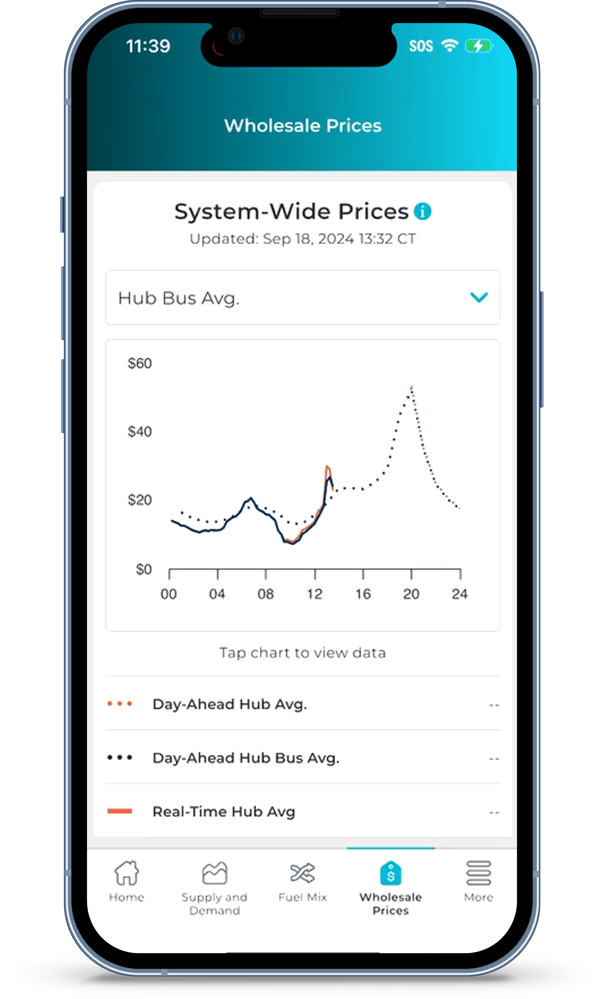 11:39
SOS
Wholesale Prices
System-Wide Prices
Updated: Sep 18, 2024 13:32 CT
Hub Bus Avg.
$60
$40
$20
$0
00 04 08 12 16 20 24
Tap chart to view data
Day-Ahead Hub Avg. --
Day-Ahead Hub Bus Avg. --
Real-Time Hub Avg --
Home
Supply and
Demand
Fuel Mix
Wholesale
Prices
More